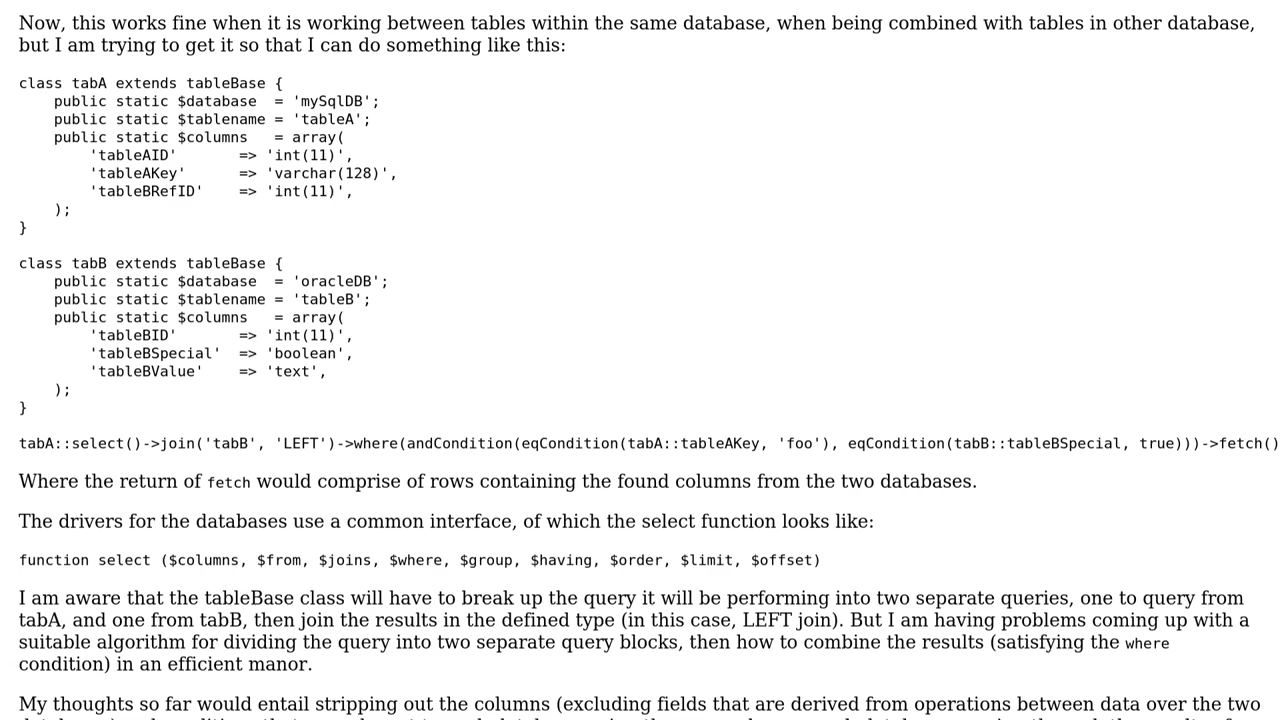 Now, this works fine when it is working between tables within the same database, when being combined with tables in other database,
but I am trying to get it so that I can do something like this:
class tabA extends tableBase {
    public static $database  = 'mySqlDB';
    public static $tablename = 'tableA';
    public static $columns   = array(
        'tableAID'       => 'int(11)',
        'tableAKey'      => 'varchar(128)',
        'tableBRefID'    => 'int(11)',
    );
}
class tabB extends tableBase {
    public static $database  = 'oracleDB';
    public static $tablename = 'tableB';
    public static $columns   = array(
        'tableBID'       => 'int(11)',
        'tableBSpecial'  => 'boolean',
        'tableBValue'    => 'text',
    );
}
tabA::select()->join('tabB', 'LEFT')->where(andCondition(eqCondition(tabA::tableAKey, 'foo'), eqCondition(tabB::tableBSpecial, true)))->fetch()
Where the return of fetch would comprise of rows containing the found columns from the two databases.
The drivers for the databases use a common interface, of which the select function looks like:
function select ($columns, $from, $joins, $where, $group, $having, $order, $limit, $offset)
I am aware that the tableBase class will have to break up the query it will be performing into two separate queries, one to query from
tabA, and one from tabB, then join the results in the defined type (in this case, LEFT join). But I am having problems coming up with a
suitable algorithm for dividing the query into two separate query blocks, then how to combine the results (satisfying the where
condition) in an efficient manor.
My thoughts so far would entail stripping out the columns (excluding fields that are derived from operations between data over the two